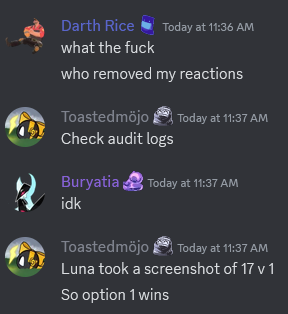 Darth Rice Today at 11:36 AM
what the fuck
who removed my reactions
Toastedmöjo Today at 11:37 AM
Check audit logs
Buryatia Today at 11:37 AM
idk
Toastedmöjo Today at 11:37 AM
Luna took a screenshot of 17 v 1
So option 1 wins